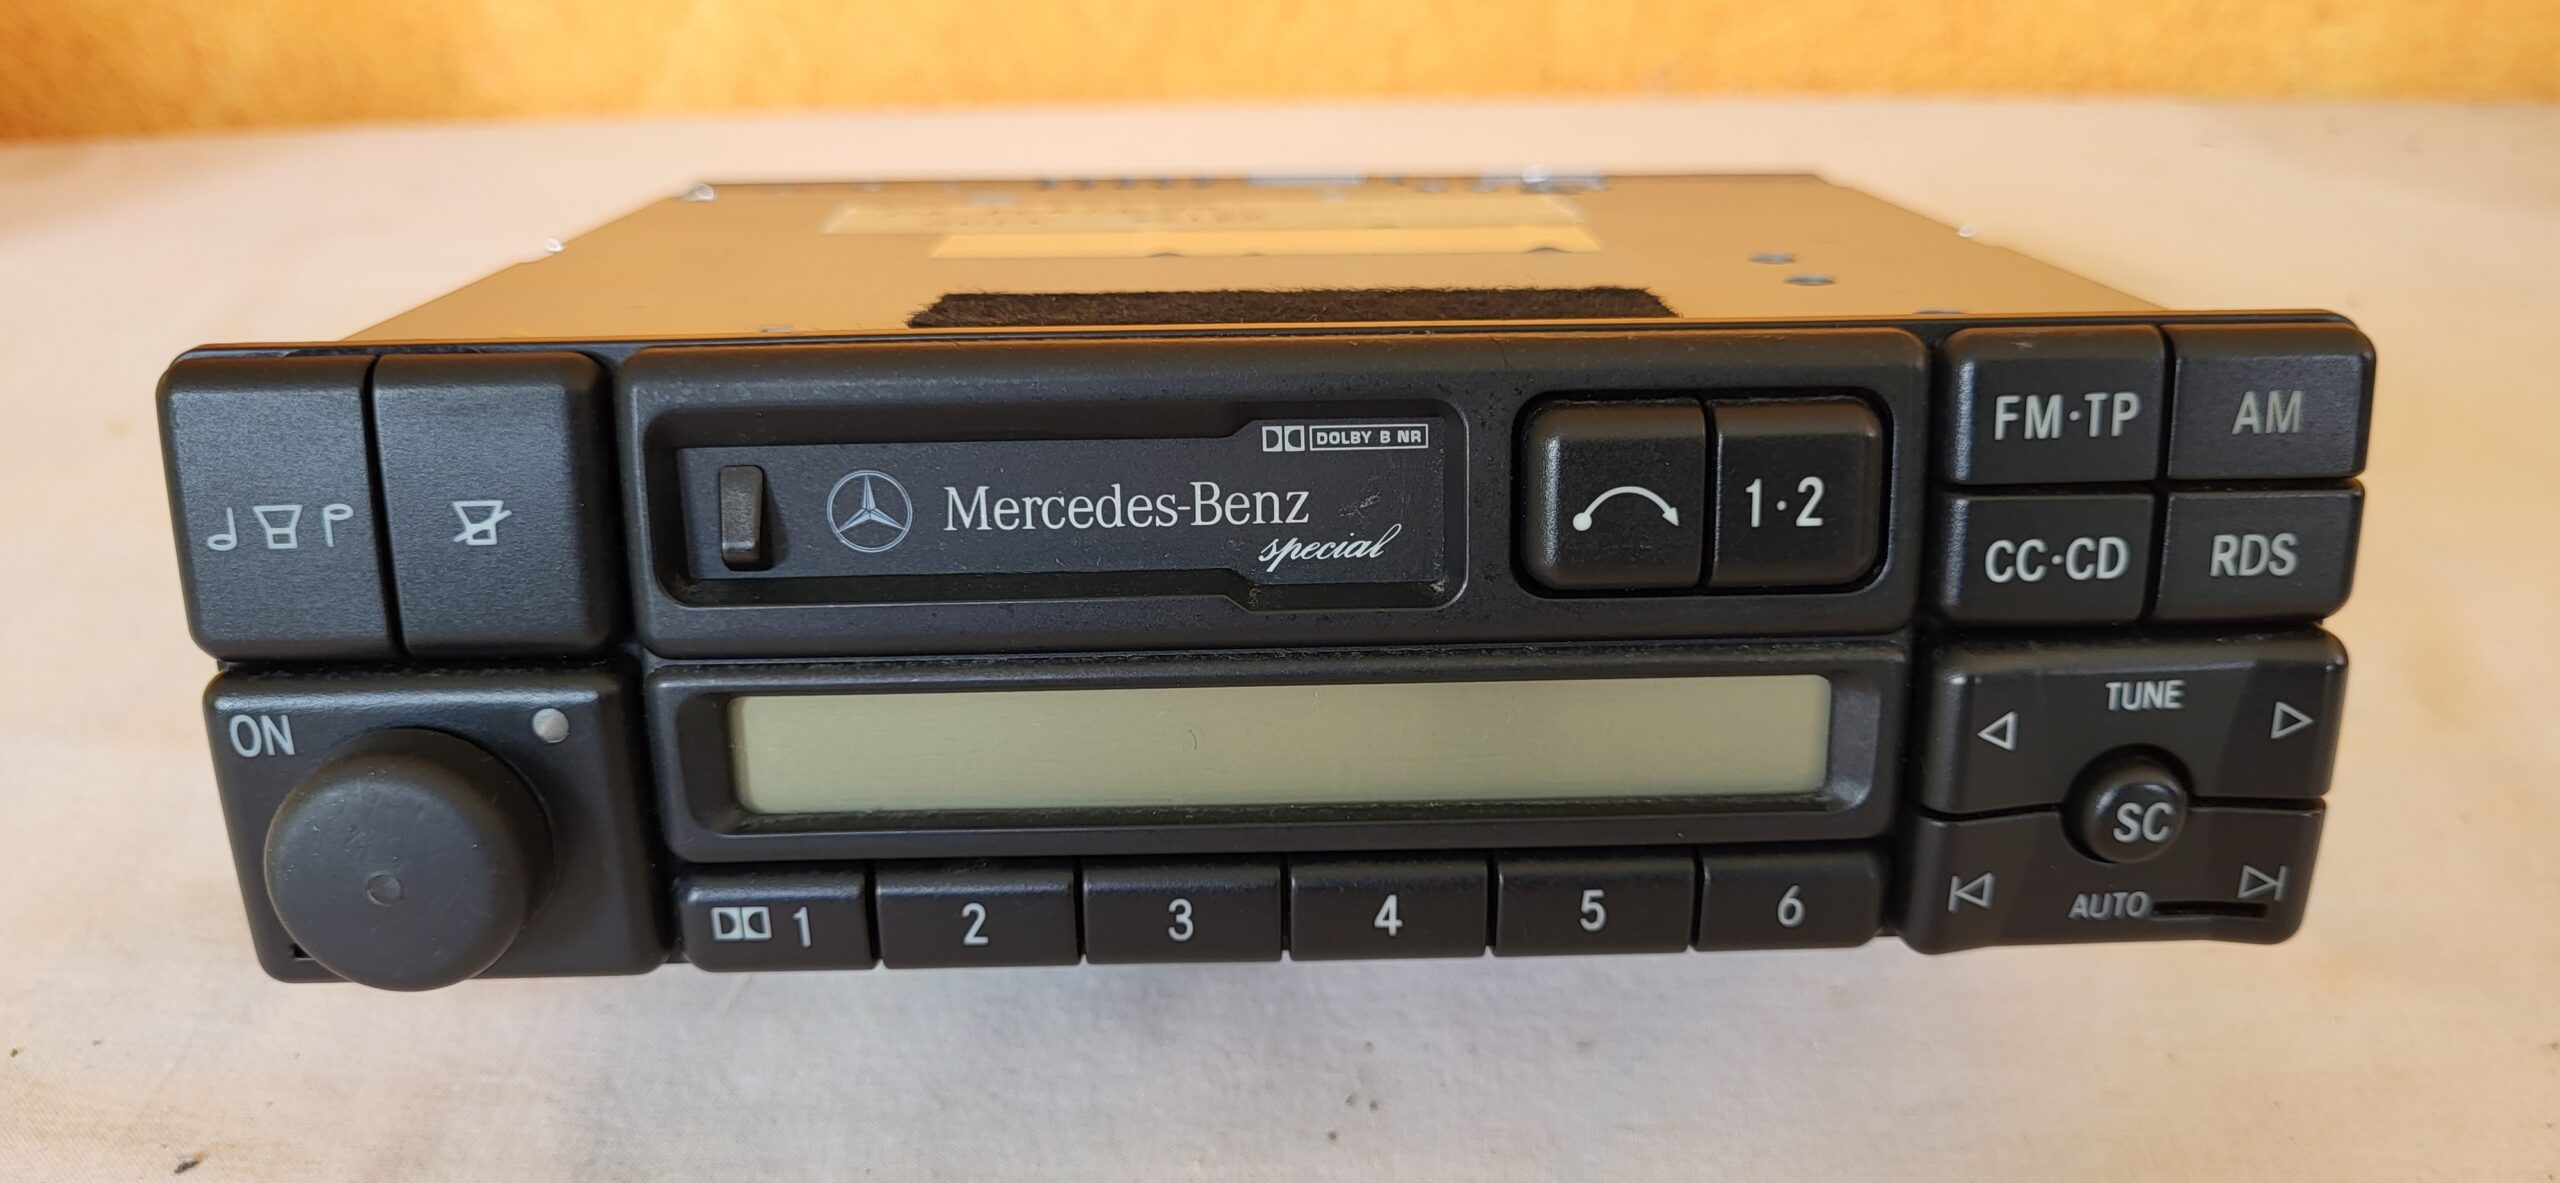 DOLBY B NR
Mercedes-Benz
special
1·2
FM·TP
AM
CC·CD
RDS
ON
TUNE
SC
AUTO
1
2
3
4
5
6